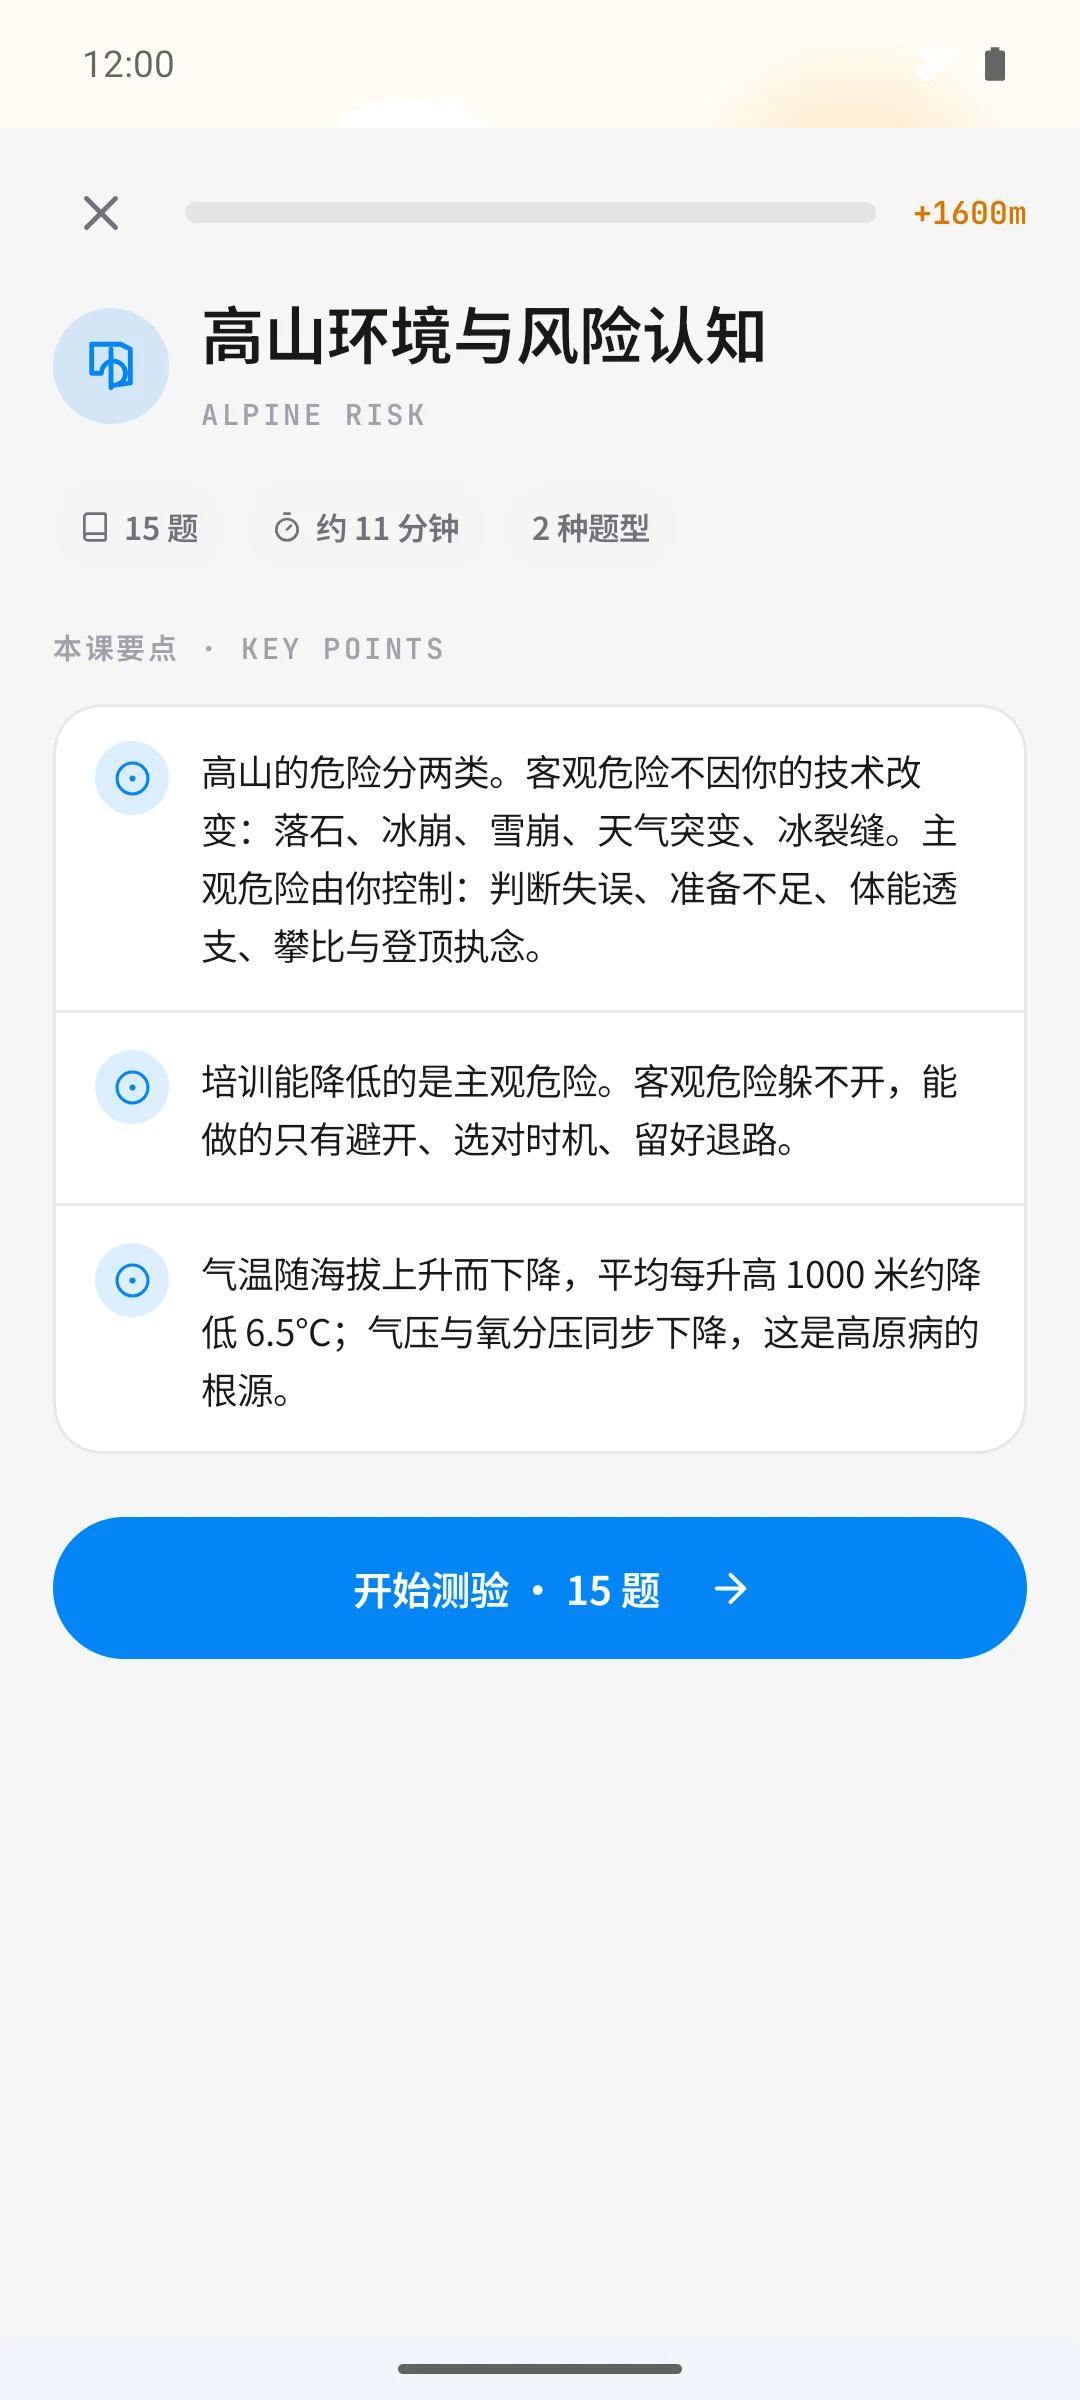 12:00
+1600m
高山环境与风险认知
ALPINE RISK
15 题
约 11 分钟
2 种题型
本课要点 · KEY POINTS
高山的危险分两类。客观危险不因你的技术改
变：落石、冰崩、雪崩、天气突变、冰裂缝。主
观危险由你控制：判断失误、准备不足、体能透
支、攀比与登顶执念。
培训能降低的是主观危险。客观危险躲不开，能
做的只有避开、选对时机、留好退路。
气温随海拔上升而下降，平均每升高 1000 米约降
低 6.5°C；气压与氧分压同步下降，这是高原病的
根源。
开始测验 · 15 题